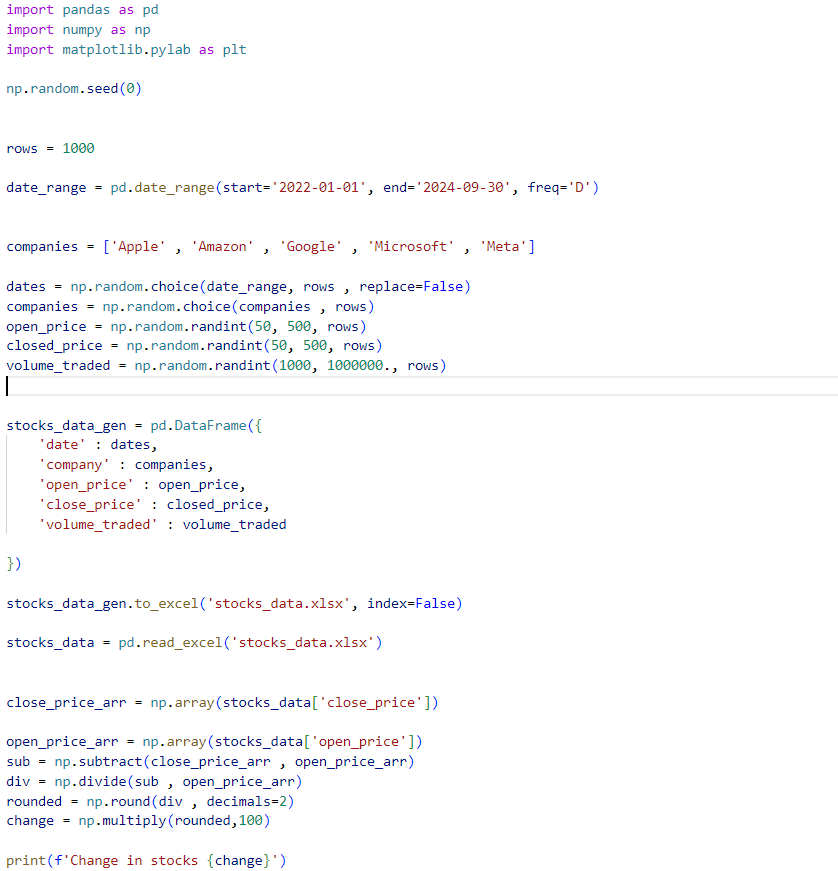 import pandas as pd
import numpy as np
import matplotlib.pylab as plt
np.random.seed(0)
rows = 1000
date_range = pd.date_range(start='2022-01-01', end='2024-09-30', freq='D')
companies = ['Apple' , 'Amazon' , 'Google' , 'Microsoft' , 'Meta']
dates = np.random.choice(date_range, rows , replace=False)
companies = np.random.choice(companies , rows)
open_price = np.random.randint(50, 500, rows)
closed_price = np.random.randint(50, 500, rows)
volume_traded = np.random.randint(1000, 1000000., rows)
stocks_data_gen = pd.DataFrame({
    'date' : dates,
    'company' : companies,
    'open_price' : open_price,
    'close_price' : closed_price,
    'volume_traded' : volume_traded
})
stocks_data_gen.to_excel('stocks_data.xlsx', index=False)
stocks_data = pd.read_excel('stocks_data.xlsx')
close_price_arr = np.array(stocks_data['close_price'])
open_price_arr = np.array(stocks_data['open_price'])
sub = np.subtract(close_price_arr , open_price_arr)
div = np.divide(sub , open_price_arr)
rounded = np.round(div , decimals=2)
change = np.multiply(rounded,100)
print(f'Change in stocks {change}')